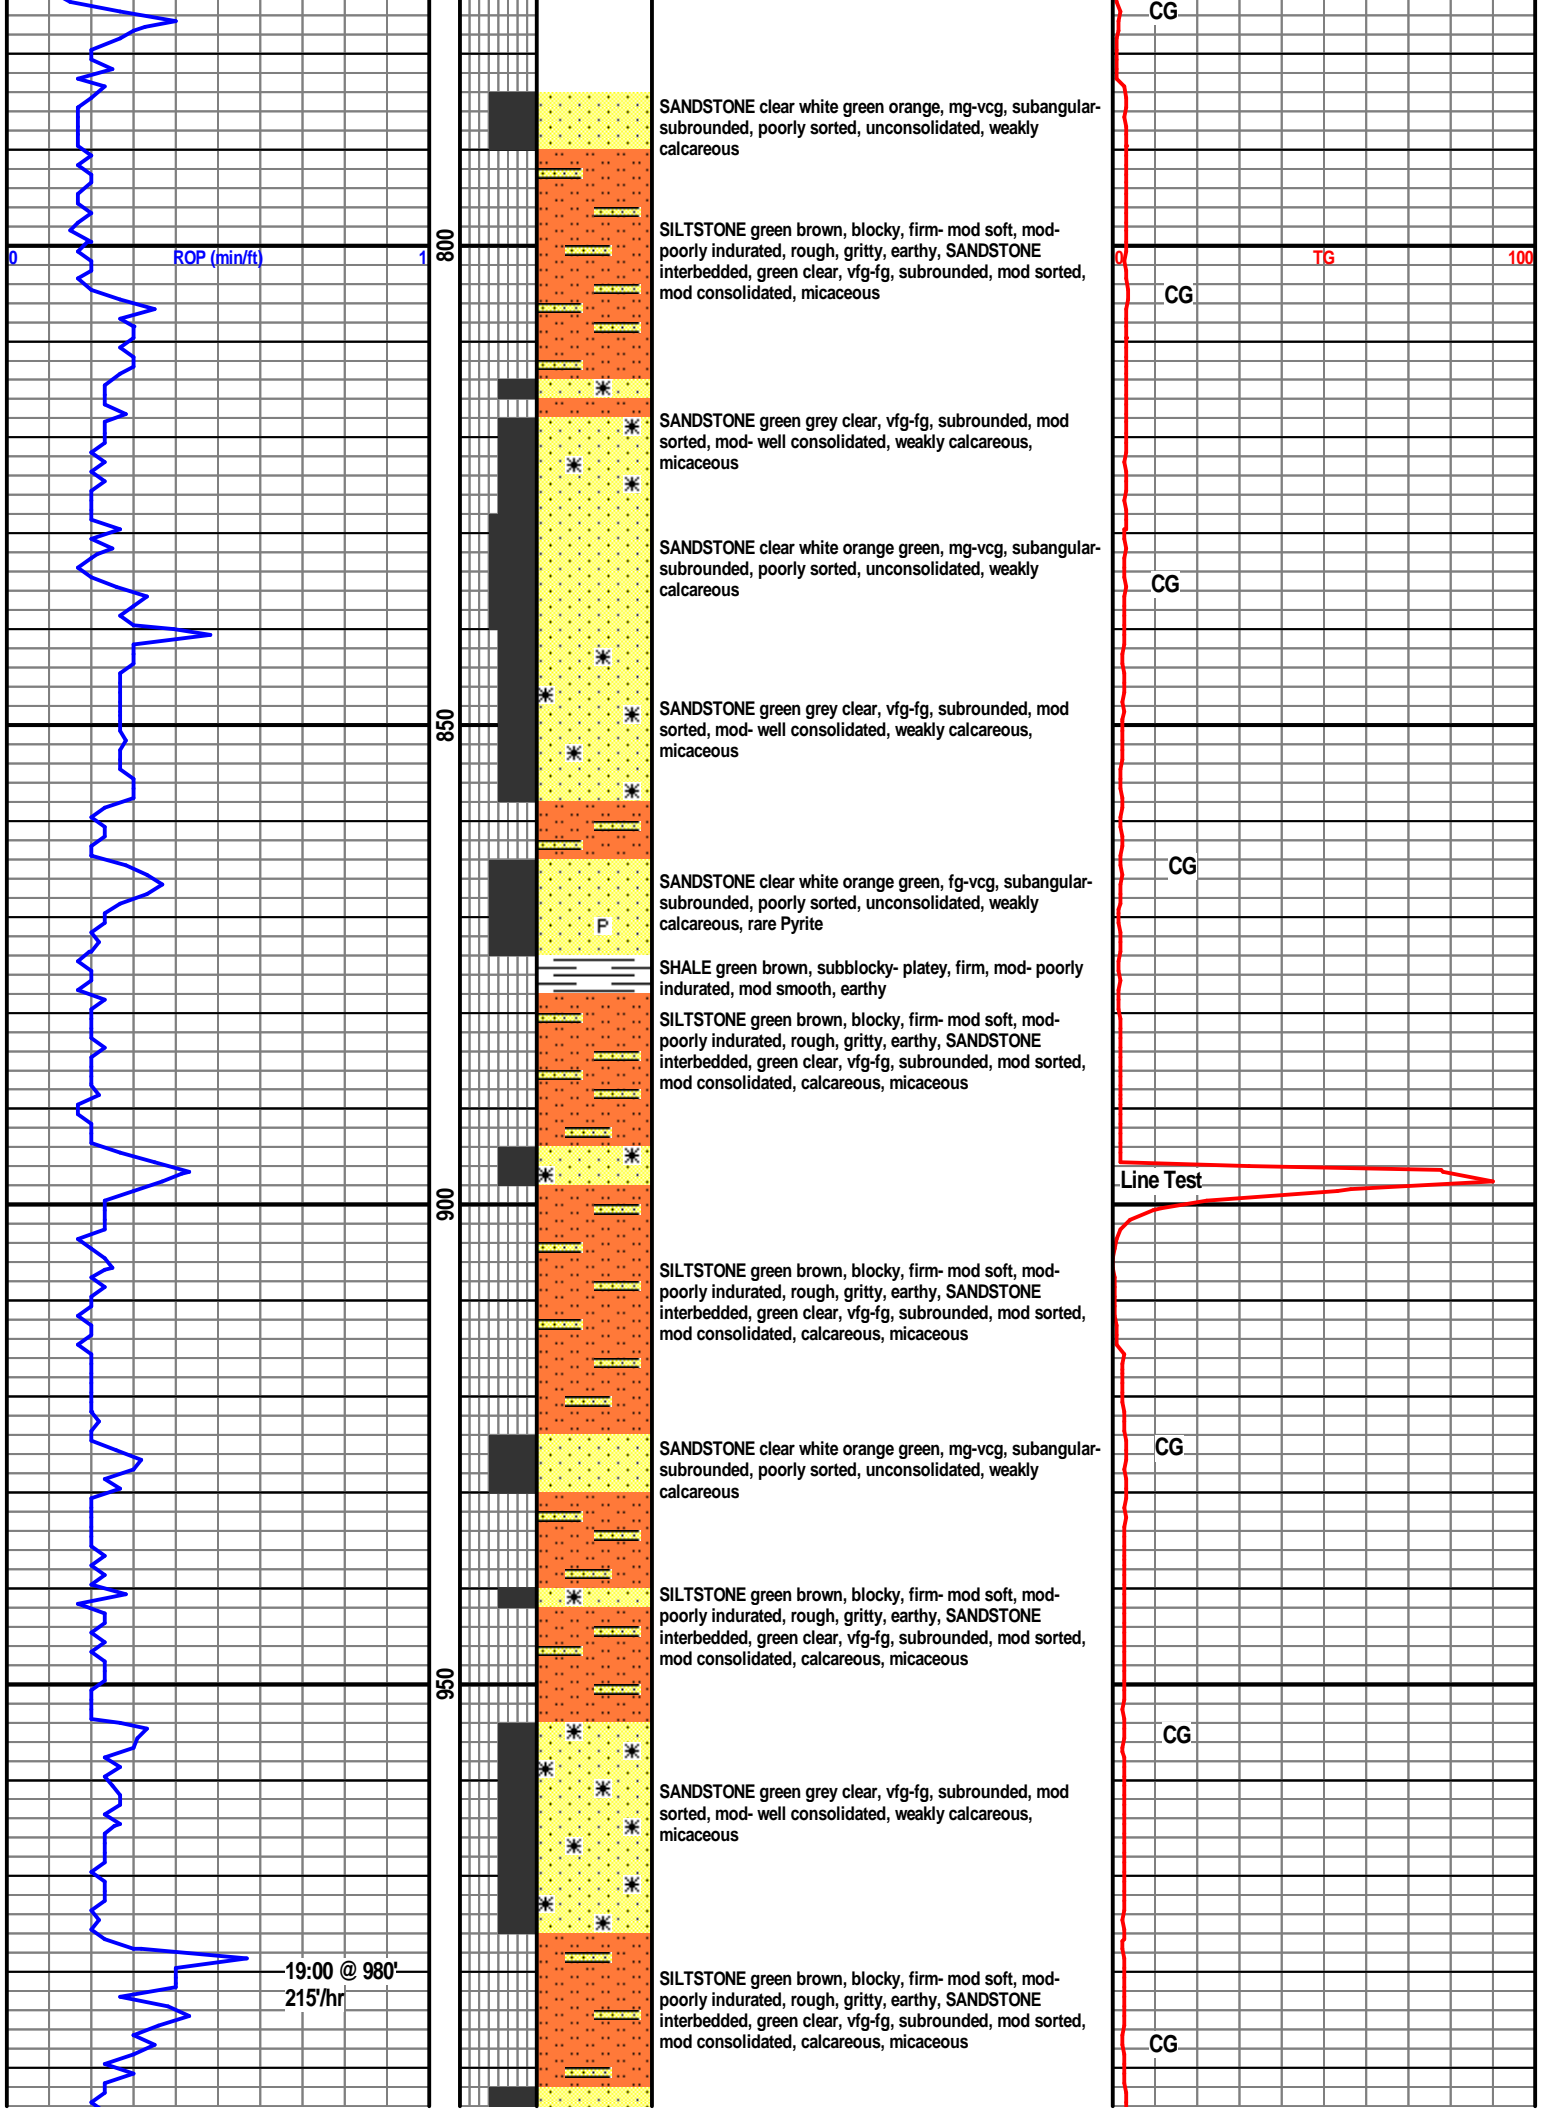 CG
SANDSTONE clear white green orange, mg-vcg, subangular-
subrounded, poorly sorted, unconsolidated, weakly
calcareous
SILTSTONE green brown, blocky, firm- mod soft, mod-
poorly indurated, rough, gritty, earthy, SANDSTONE
interbedded, green clear, vfg-fg, subrounded, mod sorted,
mod consolidated, micaceous
0 ROP (min/ft) 1
800
0 TG 100
CG
SANDSTONE green grey clear, vfg-fg, subrounded, mod
sorted, mod- well consolidated, weakly calcareous,
micaceous
SANDSTONE clear white orange green, mg-vcg, subangular-
subrounded, poorly sorted, unconsolidated, weakly
calcareous
CG
850
SANDSTONE green grey clear, vfg-fg, subrounded, mod
sorted, mod- well consolidated, weakly calcareous,
micaceous
CG
SANDSTONE clear white orange green, fg-vcg, subangular-
subrounded, poorly sorted, unconsolidated, weakly
calcareous, rare Pyrite
P
SHALE green brown, subblocky- platey, firm, mod- poorly
indurated, mod smooth, earthy
SILTSTONE green brown, blocky, firm- mod soft, mod-
poorly indurated, rough, gritty, earthy, SANDSTONE
interbedded, green clear, vfg-fg, subrounded, mod sorted,
mod consolidated, calcareous, micaceous
Line Test
900
SILTSTONE green brown, blocky, firm- mod soft, mod-
poorly indurated, rough, gritty, earthy, SANDSTONE
interbedded, green clear, vfg-fg, subrounded, mod sorted,
mod consolidated, calcareous, micaceous
SANDSTONE clear white orange green, mg-vcg, subangular-
subrounded, poorly sorted, unconsolidated, weakly
calcareous
CG
SILTSTONE green brown, blocky, firm- mod soft, mod-
poorly indurated, rough, gritty, earthy, SANDSTONE
interbedded, green clear, vfg-fg, subrounded, mod sorted,
mod consolidated, calcareous, micaceous
950
CG
SANDSTONE green grey clear, vfg-fg, subrounded, mod
sorted, mod- well consolidated, weakly calcareous,
micaceous
19:00 @ 980'
215'/hr
SILTSTONE green brown, blocky, firm- mod soft, mod-
poorly indurated, rough, gritty, earthy, SANDSTONE
interbedded, green clear, vfg-fg, subrounded, mod sorted,
mod consolidated, calcareous, micaceous
CG